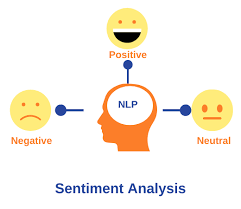 Positive
NLP
Negative
Neutral
Sentiment Analysis